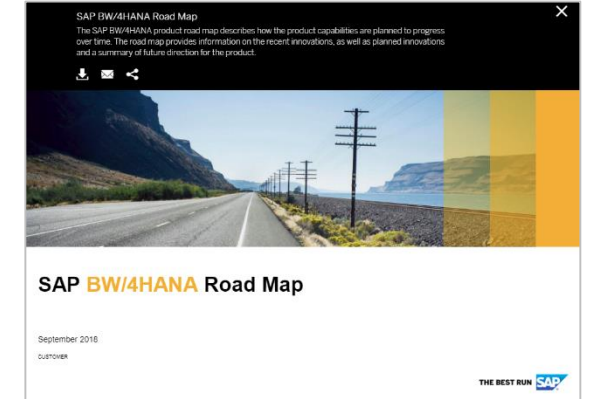 SAP BW/4HANA Road Map
The SAP BW/4HANA product road map describes how the product capabilities are planned to progress
over time. The road map provides information on the recent innovations, as well as planned innovations
and a summary of future direction for the product.
SAP BW/4HANA Road Map
September 2018
CUSTOMER
THE BEST RUN SAP